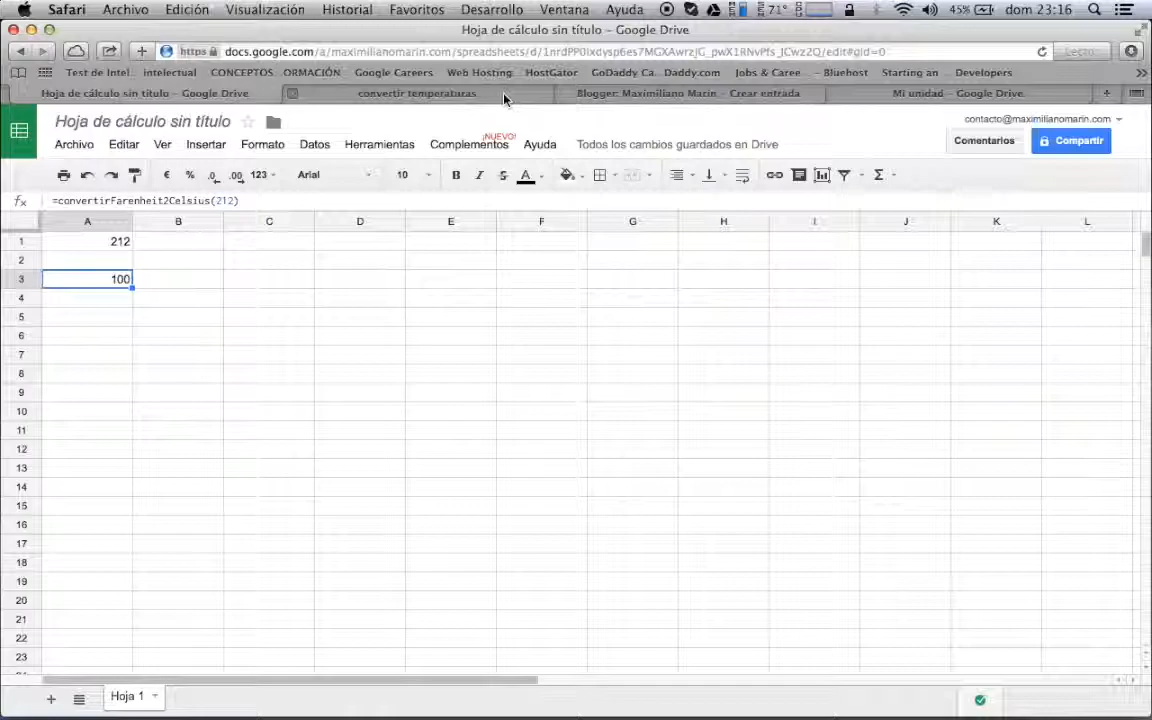 Safari Archivo Edición Visualización Historial Favoritos Desarrollo Ventana Ayuda 71° 45% dom 23:16
Hoja de cálculo sin título – Google Drive
https docs.google.com/a/maximilianomarin.com/spreadsheets/d/ /edit#gid=0
Test de Intel. intelectual CONCEPTOS ORMACIÓN Google Careers Web Hosting HostGator GoDaddy Ca. Daddy.com Jobs & Caree – Bluehost Starting an Developers
Hoja de cálculo sin título – Google Drive convertir temperaturas Blogger: Maximiliano Marin – Crear entrada Mi unidad – Google Drive
Hoja de cálculo sin título contacto@maximilianomarin.com
¡NUEVO!
Archivo Editar Ver Insertar Formato Datos Herramientas Complementos Ayuda Todos los cambios guardados en Drive Comentarios Compartir
€ % .0 .00 123 Arial 10 B I S A Σ
fx =convertirFarenheit2Celsius(212)
A B C D E F G H I J K L
1 212
2
3 100
4
5
6
7
8
9
10
11
12
13
14
15
16
17
18
19
20
21
22
23
+ Hoja 1